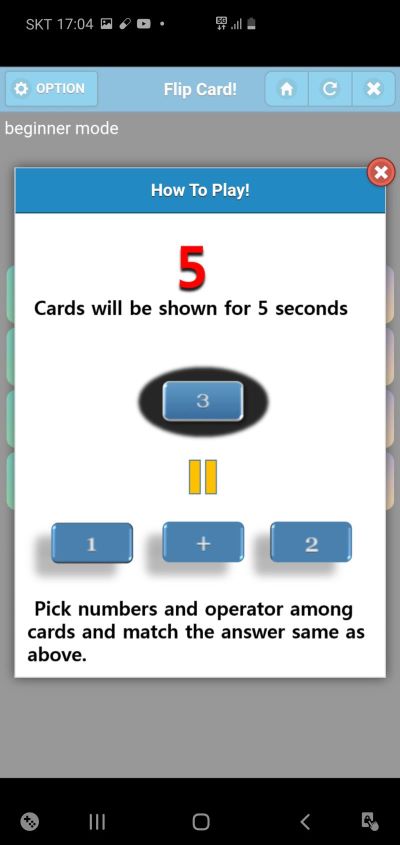 SKT 17:04
5G
OPTION
Flip Card!
beginner mode
How To Play!
5
Cards will be shown for 5 seconds
3
1 + 2
Pick numbers and operator among
cards and match the answer same as
above.